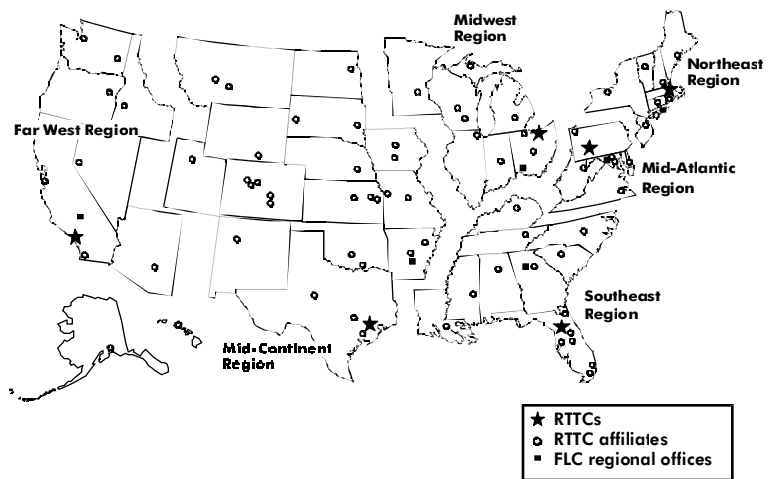 Midwest
Region
Northeast
Region
Far West Region
Mid-Atlantic
Region
Southeast
Region
Mid-Continent
Region
RTTCs
RTTC affiliates
FLC regional offices